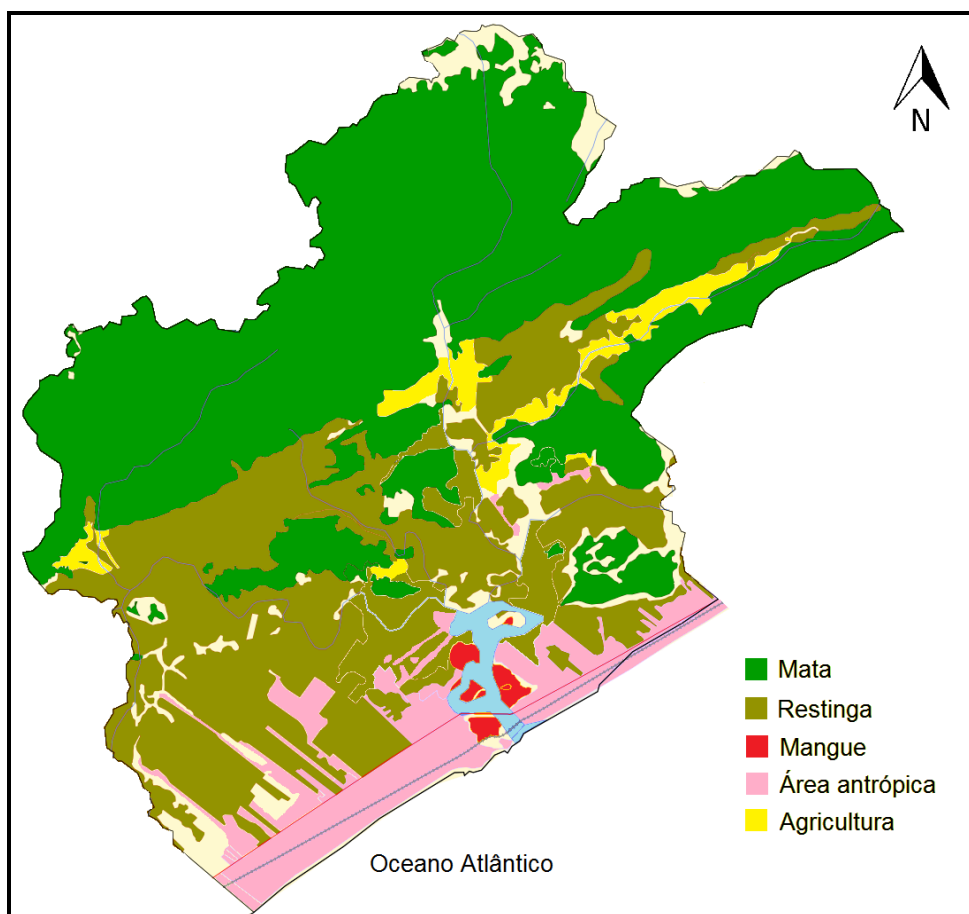 N
Mata
Restinga
Mangue
Área antrópica
Agricultura
Oceano Atlântico